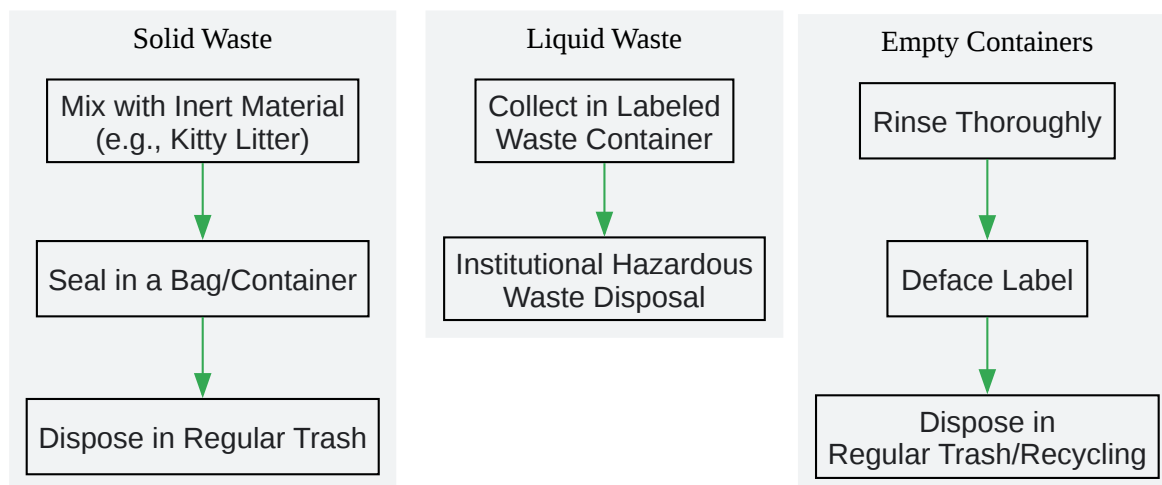 Solid Waste
Mix with Inert Material
(e.g., Kitty Litter)
Seal in a Bag/Container
Dispose in Regular Trash
Liquid Waste
Collect in Labeled
Waste Container
Institutional Hazardous
Waste Disposal
Empty Containers
Rinse Thoroughly
Deface Label
Dispose in
Regular Trash/Recycling